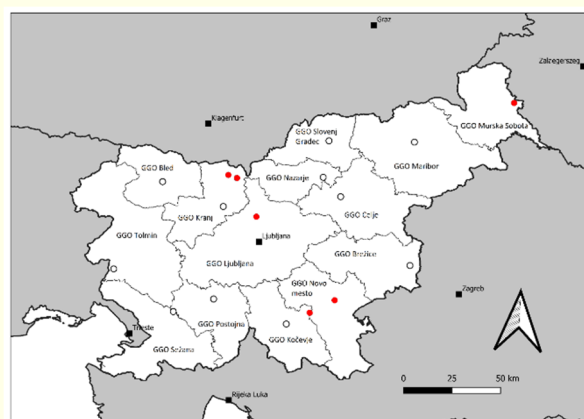 Graz
Zalzegerszeg
Klagenfurt
GGO Murska Sobota
GGO Slovenj
Gradec
GGO Maribor
GGO Bled
GGO Nazarje
GGO Kranj
GGO Celje
GGO Tolmin
Ljubljana
GGO Ljubljana
GGO Brežice
GGO Novo
mesto
Zagreb
GGO Postojna
Trieste
GGO Kočevje
GGO Sežana
0 25 50 km
Rijeka Luka